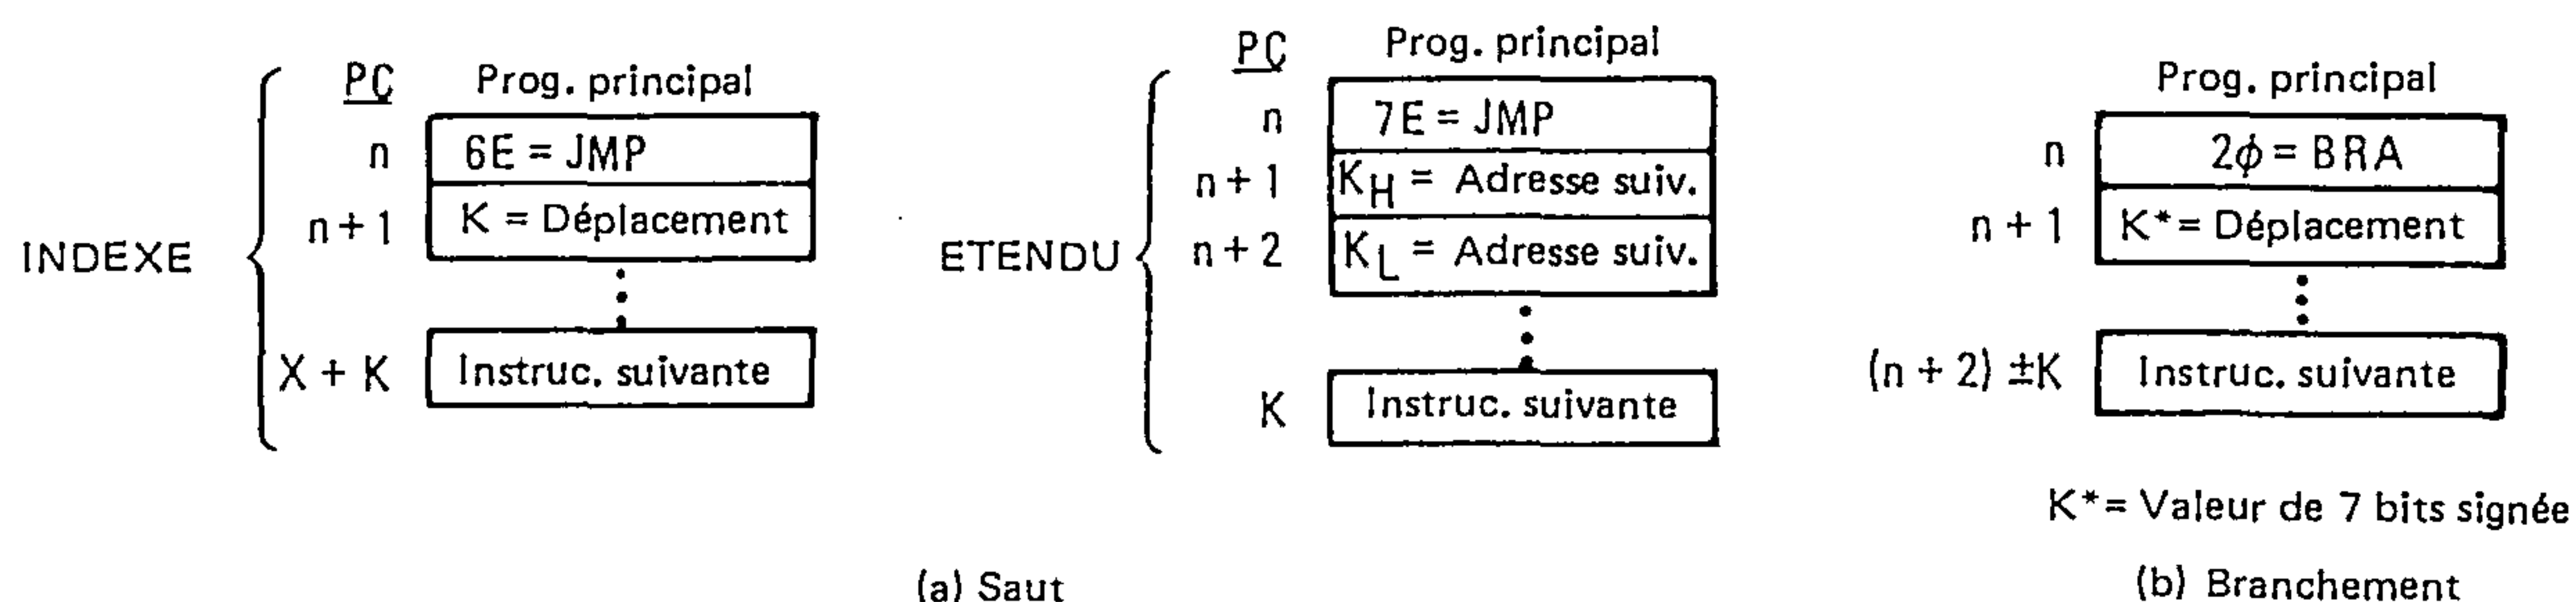 INDEXE
PC Prog. principal
n 6E = JMP
n + 1 K = Déplacement
X + K Instruc. suivante
ETENDU
PC Prog. principal
n 7E = JMP
n + 1 KH = Adresse suiv.
n + 2 KL = Adresse suiv.
K Instruc. suivante
(a) Saut
Prog. principal
n 2ϕ = BRA
n + 1 K* = Déplacement
(n + 2) ±K Instruc. suivante
K* = Valeur de 7 bits signée
(b) Branchement